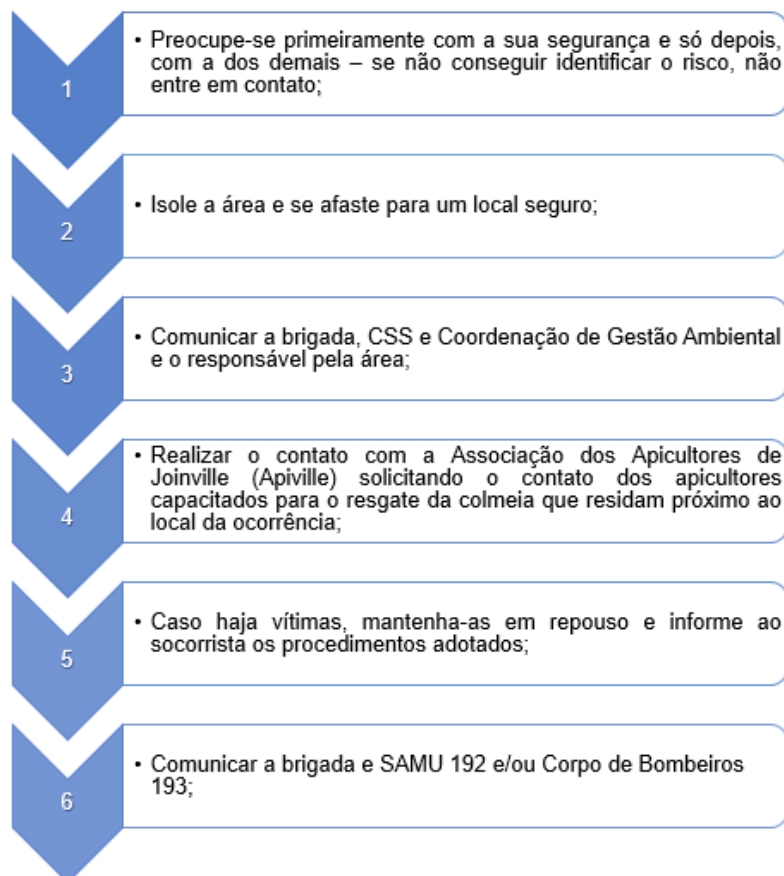 1
• Preocupe-se primeiramente com a sua segurança e só depois,
com a dos demais – se não conseguir identificar o risco, não
entre em contato;
2
• Isole a área e se afaste para um local seguro;
3
• Comunicar a brigada, CSS e Coordenação de Gestão Ambiental
e o responsável pela área;
4
• Realizar o contato com a Associação dos Apicultores de
Joinville (Apiville) solicitando o contato dos apicultores
capacitados para o resgate da colmeia que residam próximo ao
local da ocorrência;
5
• Caso haja vítimas, mantenha-as em repouso e informe ao
socorrista os procedimentos adotados;
6
• Comunicar a brigada e SAMU 192 e/ou Corpo de Bombeiros
193;